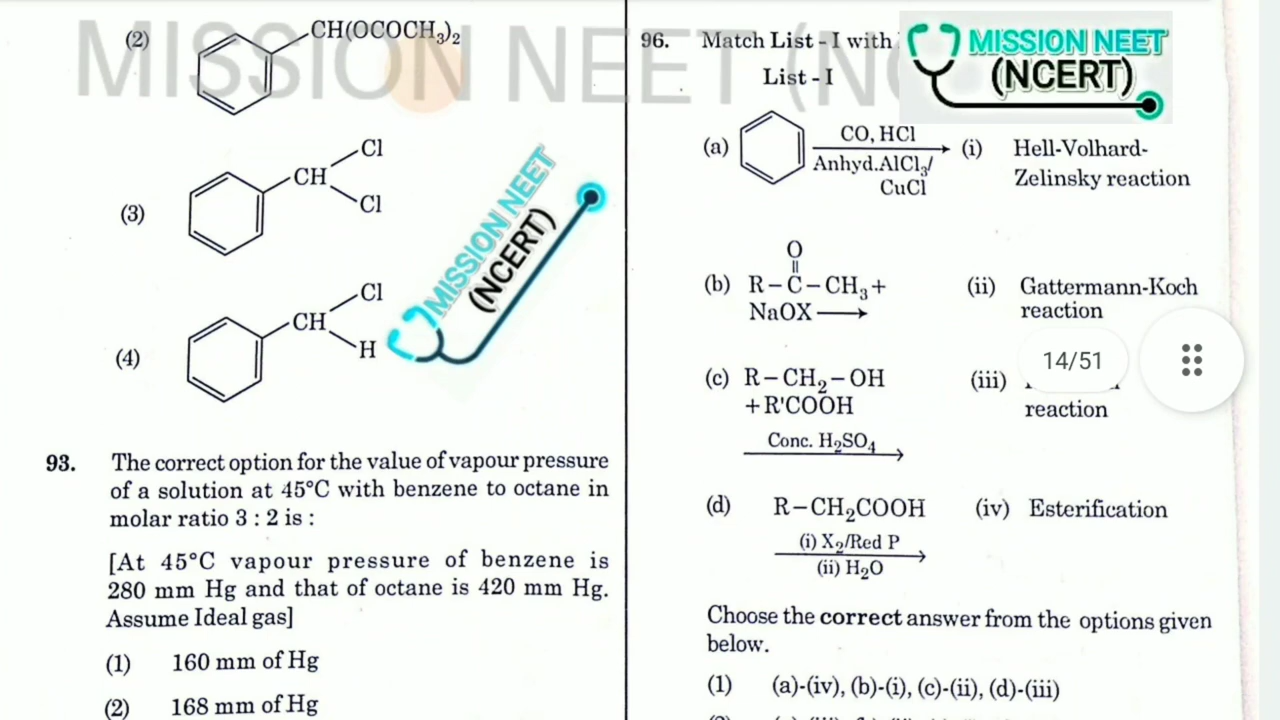 (2)
CH(OCOCH₃)₂
(3)
CH
Cl
Cl
(4)
CH
Cl
H
MISSION NEET
(NCERT)
93. The correct option for the value of vapour pressure
of a solution at 45°C with benzene to octane in
molar ratio 3 : 2 is :
[At 45°C vapour pressure of benzene is
280 mm Hg and that of octane is 420 mm Hg.
Assume Ideal gas]
(1) 160 mm of Hg
(2) 168 mm of Hg
MISSION NEET (N
96. Match List - I with
List - I
MISSION NEET
(NCERT)
(a) CO, HCl
Anhyd.AlCl₃/
CuCl
(i) Hell-Volhard-
Zelinsky reaction
O
(b) R – C – CH₃ +
NaOX
(ii) Gattermann-Koch
reaction
14/51
(c) R – CH₂ – OH
+ R'COOH
Conc. H₂SO₄
(iii)
reaction
(d) R – CH₂COOH
(i) X₂/Red P
(ii) H₂O
(iv) Esterification
Choose the correct answer from the options given
below.
(1) (a)-(iv), (b)-(i), (c)-(ii), (d)-(iii)